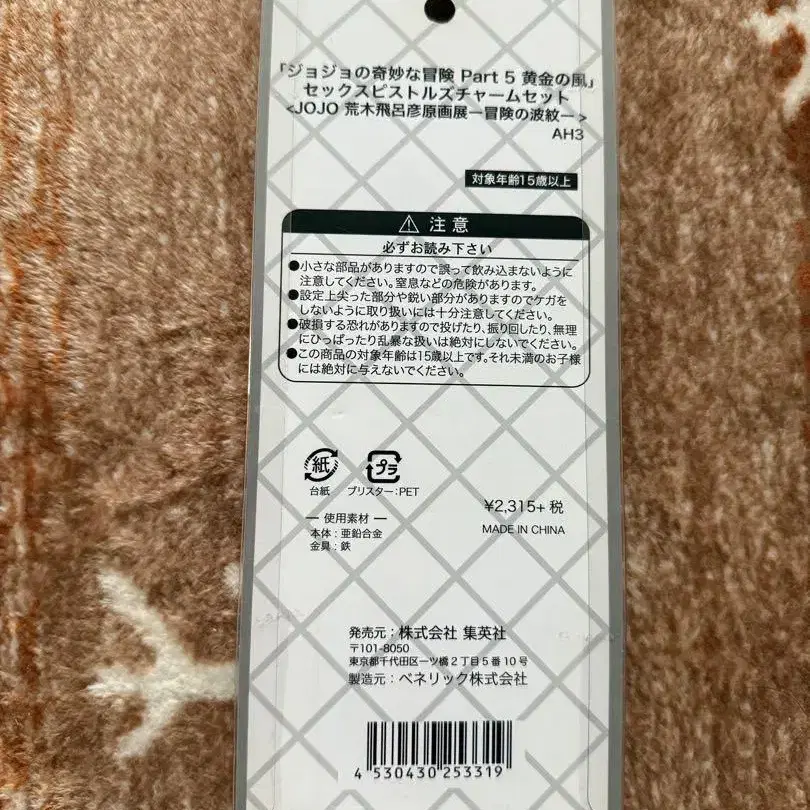 「ジョジョの奇妙な冒険 Part 5 黄金の風」
セックスピストルズチャームセット
<JOJO 荒木飛呂彦原画展ー冒険の波紋ー>
AH3
対象年齢15歳以上
⚠ 注意
必ずお読み下さい
●小さな部品がありますので誤って飲み込まないように
注意してください。窒息などの危険があります。
●設定上尖った部分や鋭い部分がありますのでケガを
しないように取り扱いには十分注意してください。
●破損する恐れがありますので投げたり、振り回したり、無理
にひっぱったり乱暴な扱いは絶対にしないでください。
●この商品の対象年齢は15歳以上です。それ未満のお子様
には絶対に与えないでください。
紙
台紙
プラ
ブリスター:PET
¥2,315+ 税
MADE IN CHINA
ー 使用素材 ー
本体 : 亜鉛合金
金具 : 鉄
発売元 : 株式会社 集英社
〒101-8050
東京都千代田区一ツ橋2丁目5番10号
製造元 : ベネリック株式会社
4 530430 253319